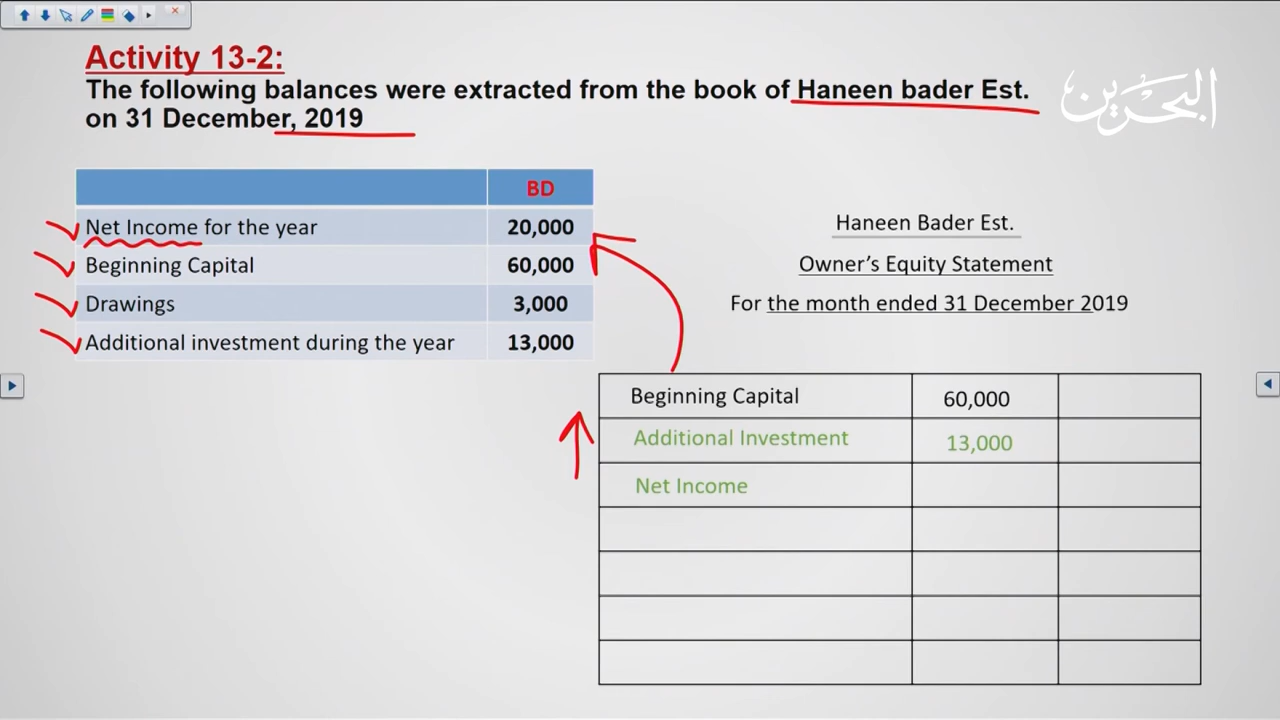 Activity 13-2:
The following balances were extracted from the book of Haneen bader Est.
on 31 December, 2019
البحرين
BD
Net Income for the year 20,000
Beginning Capital 60,000
Drawings 3,000
Additional investment during the year 13,000
Haneen Bader Est.
Owner’s Equity Statement
For the month ended 31 December 2019
Beginning Capital 60,000
Additional Investment 13,000
Net Income